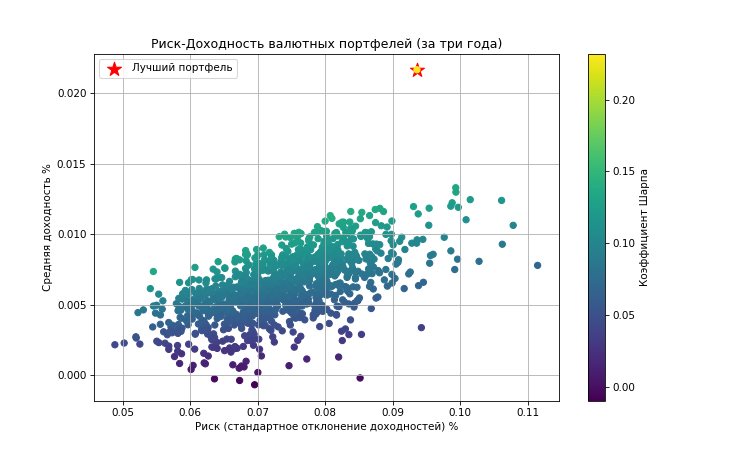 Риск-Доходность валютных портфелей (за три года)
Лучший портфель
Средняя доходность %
0.020
0.015
0.010
0.005
0.000
0.05 0.06 0.07 0.08 0.09 0.10 0.11
Риск (стандартное отклонение доходностей) %
0.20
0.15
0.10
0.05
0.00
Коэффициент Шарпа